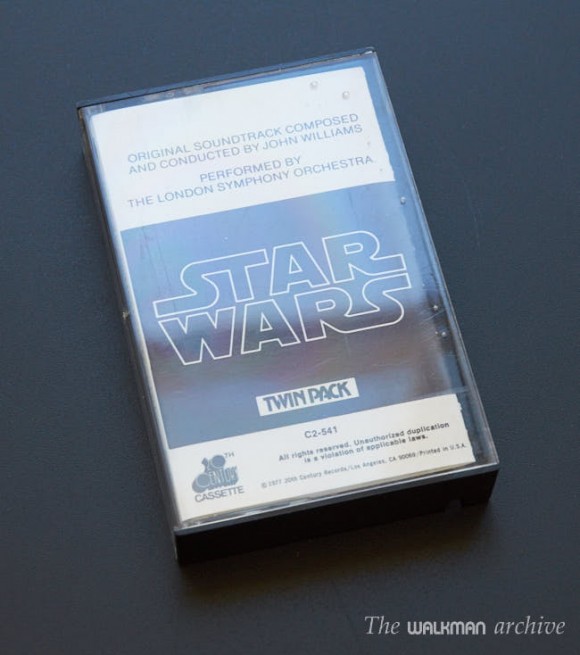 ORIGINAL SOUNDTRACK COMPOSED
AND CONDUCTED BY JOHN WILLIAMS
PERFORMED BY
THE LONDON SYMPHONY ORCHESTRA
STAR
WARS
TWIN PACK
C2-541
All rights reserved. Unauthorized duplication
is a violation of applicable laws.
TH
CASSETTE
© 1977 20th Century Records/Los Angeles, CA 90069/Printed in U.S.A.
The WALKMAN archive